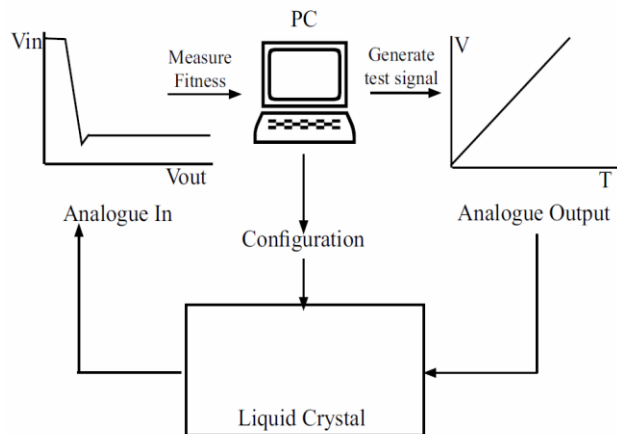 PC
Vin
Measure
Fitness
Generate
test signal
V
Vout
T
Analogue In
Analogue Output
Configuration
Liquid Crystal